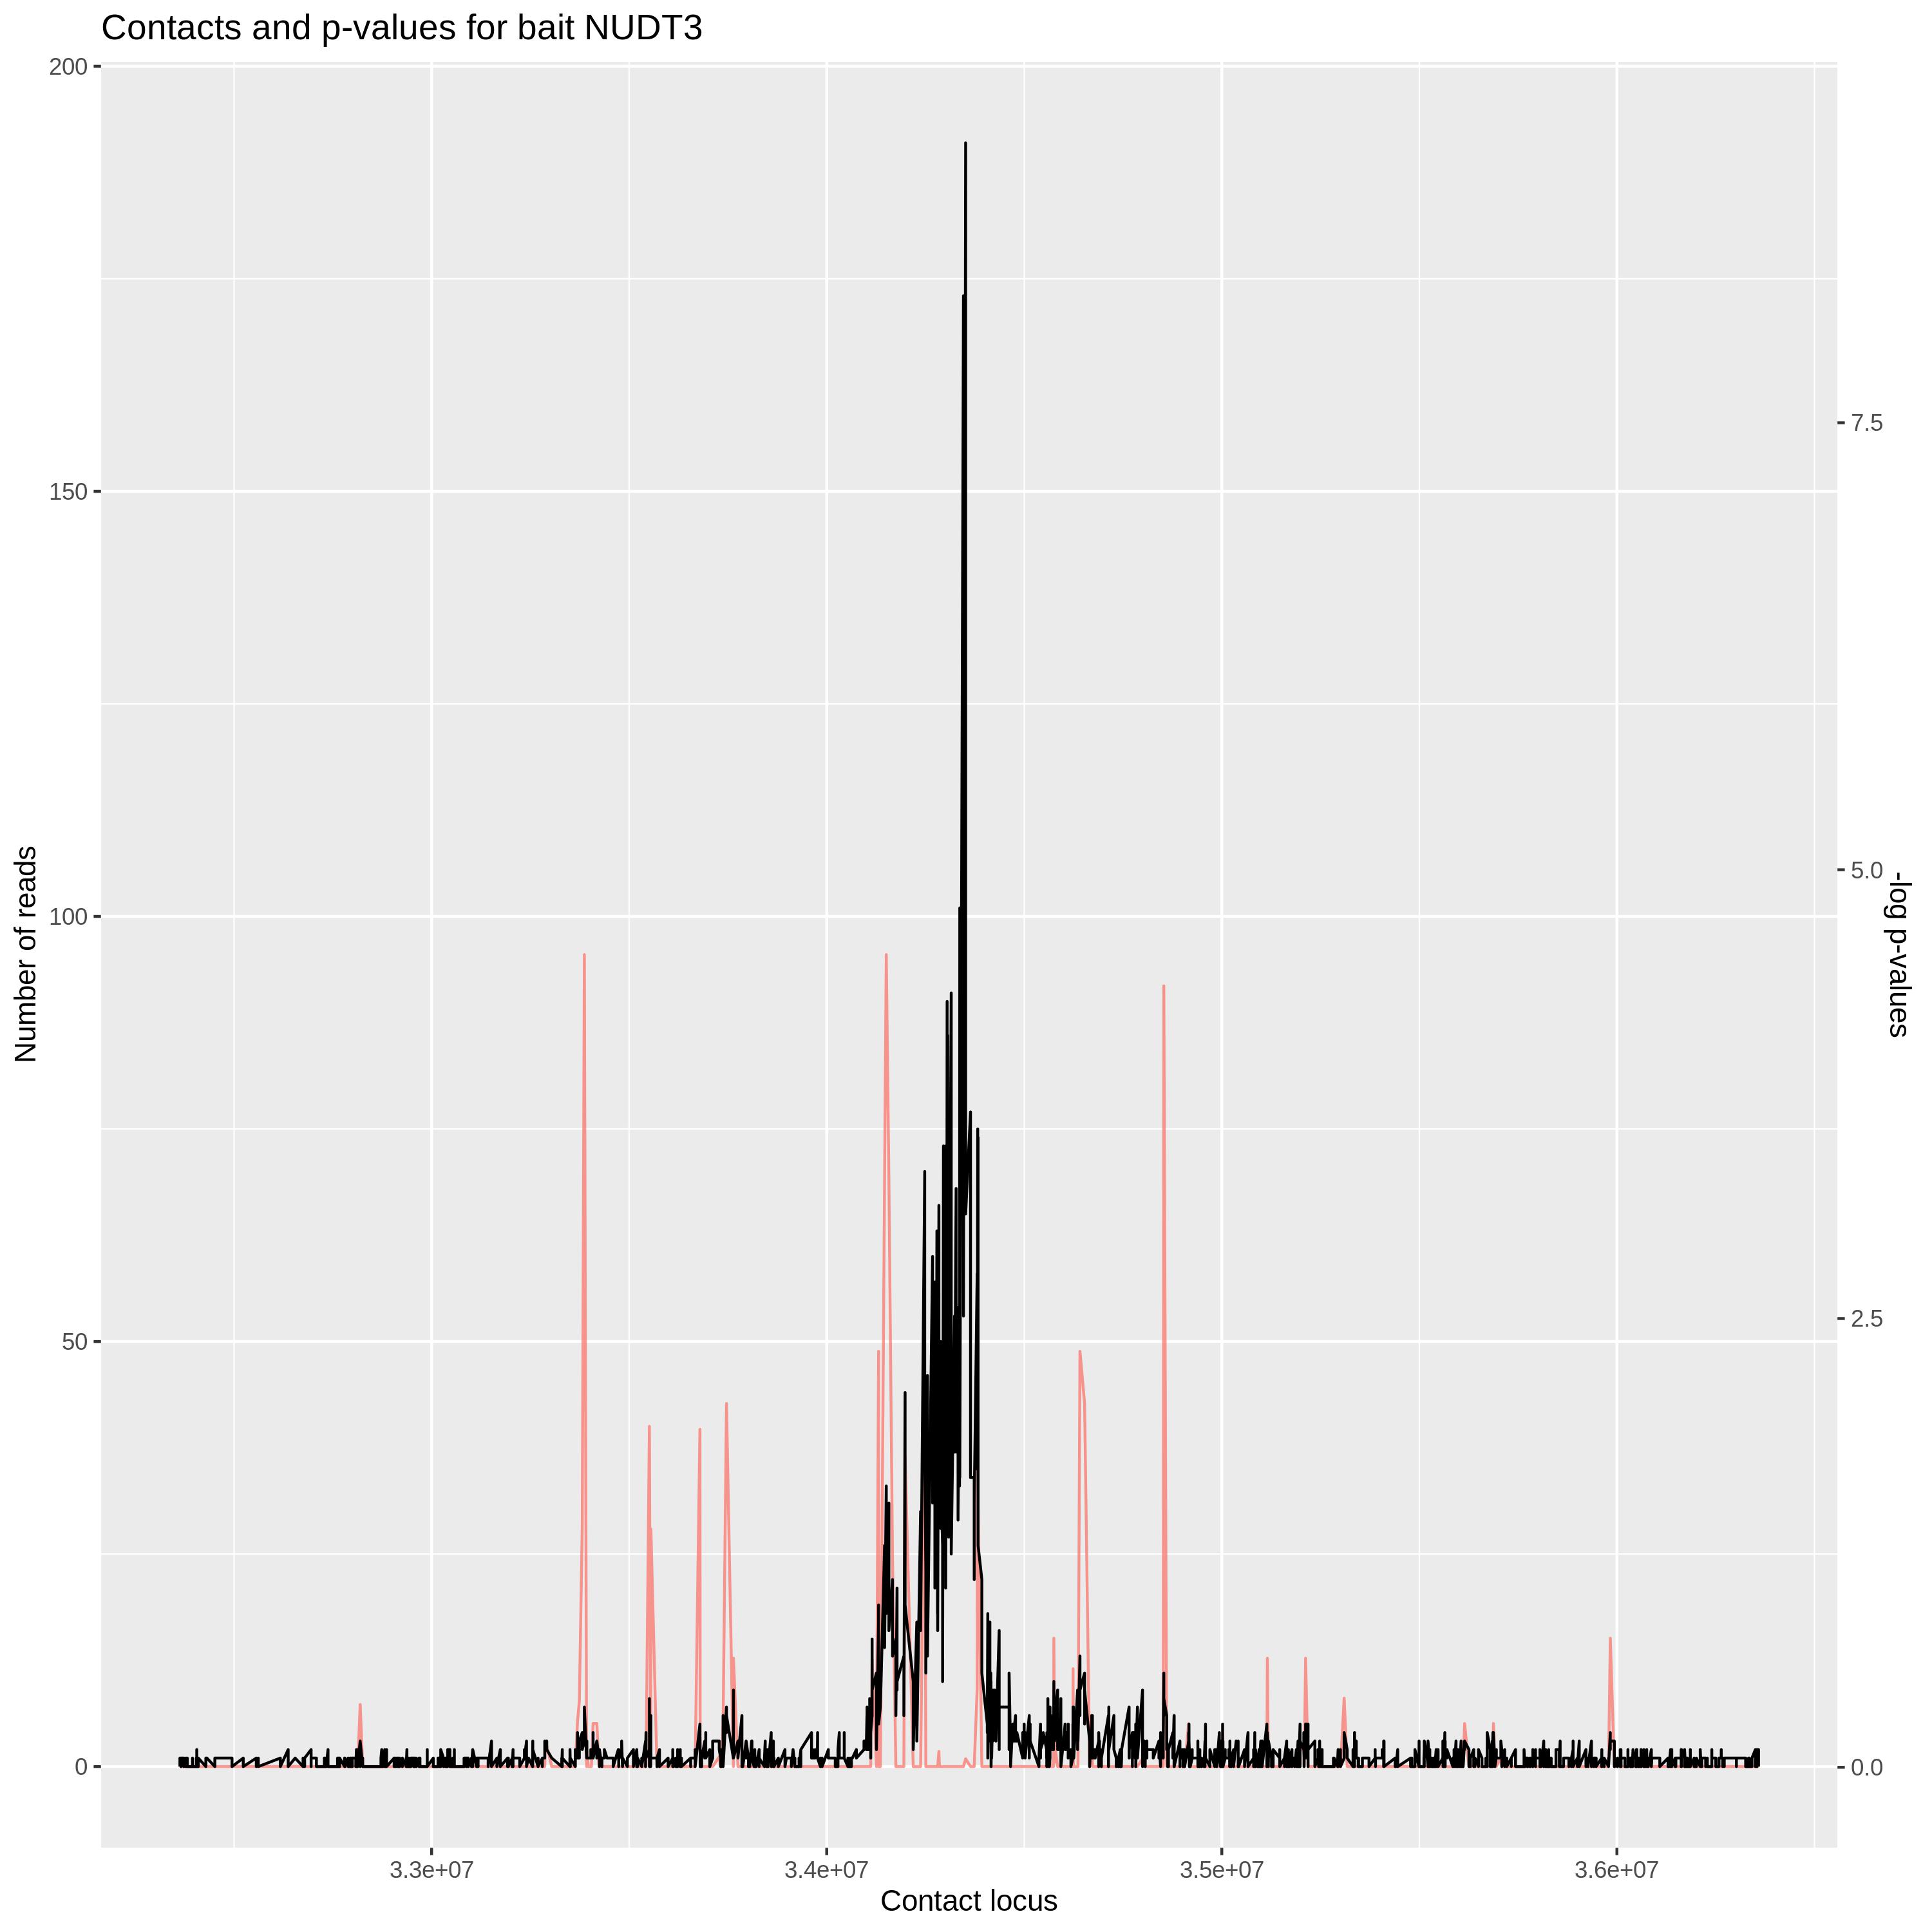 Contacts and p-values for bait NUDT3
200
150
100
50
0
Number of reads
7.5
5.0
2.5
0.0
-log p-values
3.3e+07
3.4e+07
3.5e+07
3.6e+07
Contact locus